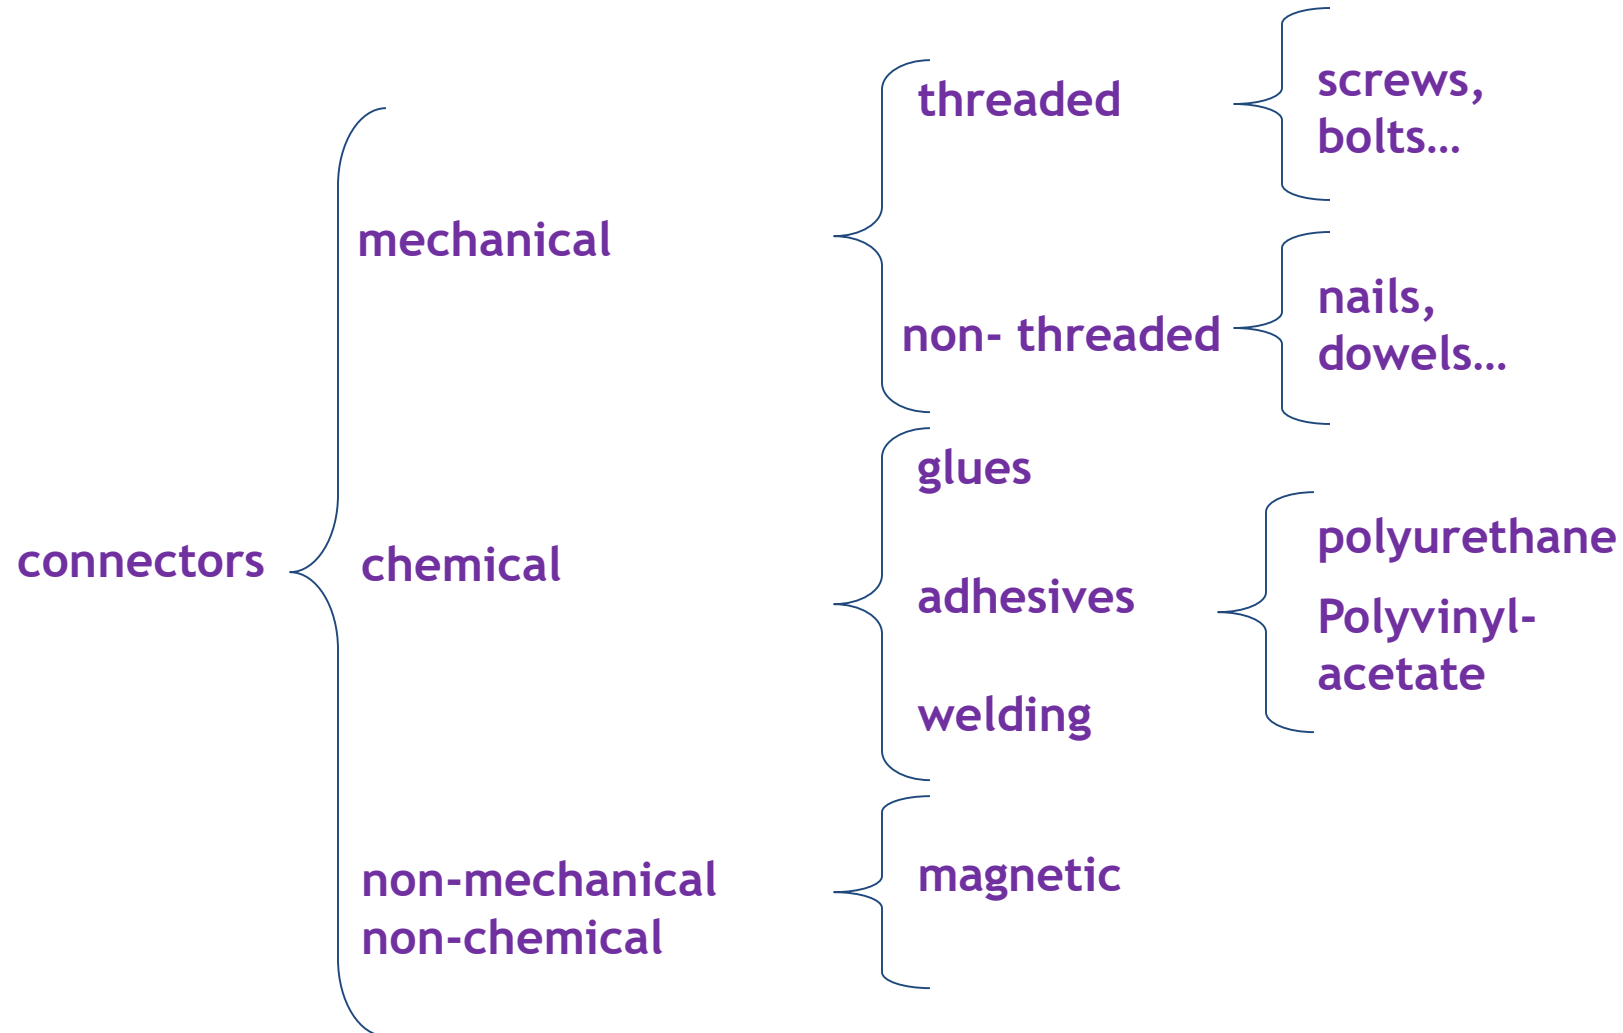 connectors
mechanical
threaded
screws,
bolts…
non- threaded
nails,
dowels…
chemical
glues
adhesives
polyurethane
Polyvinyl-
acetate
welding
non-mechanical
non-chemical
magnetic